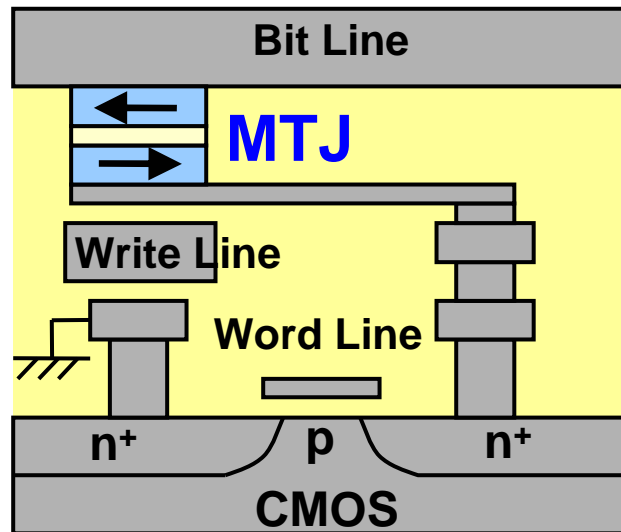 Bit Line
MTJ
Write Line
Word Line
n⁺
p
n⁺
CMOS